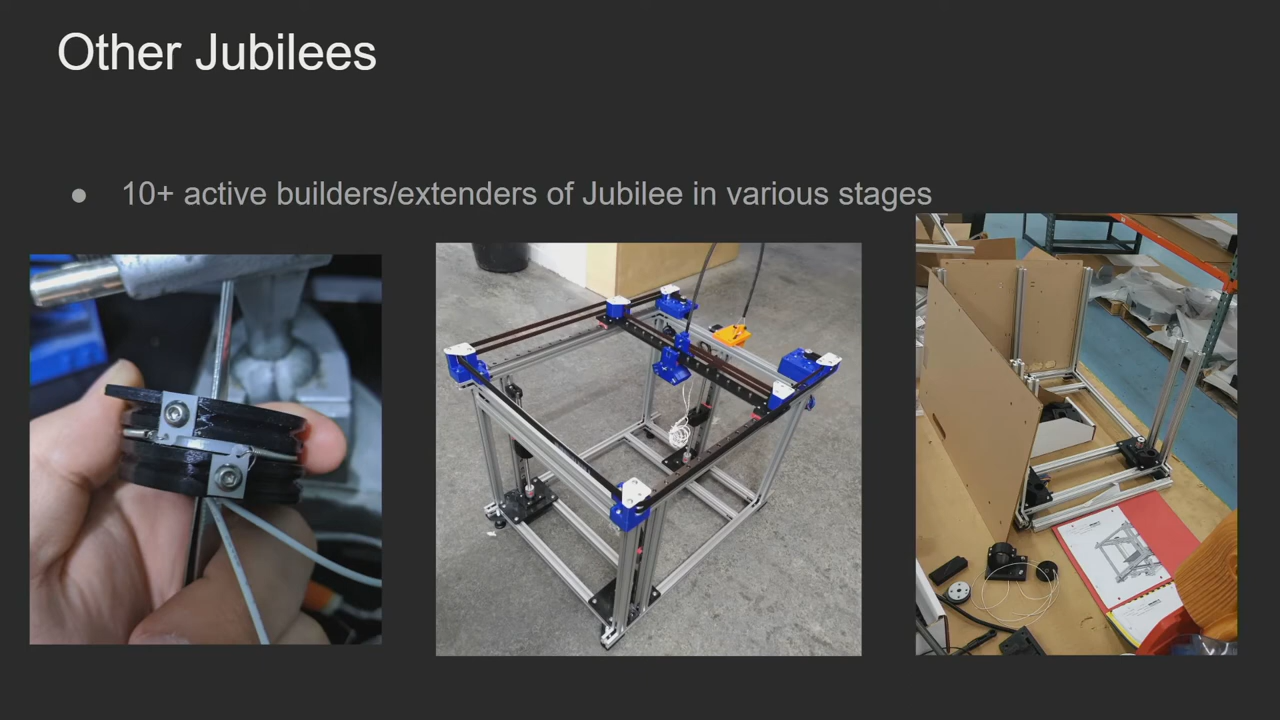 Other Jubilees
● 10+ active builders/extenders of Jubilee in various stages